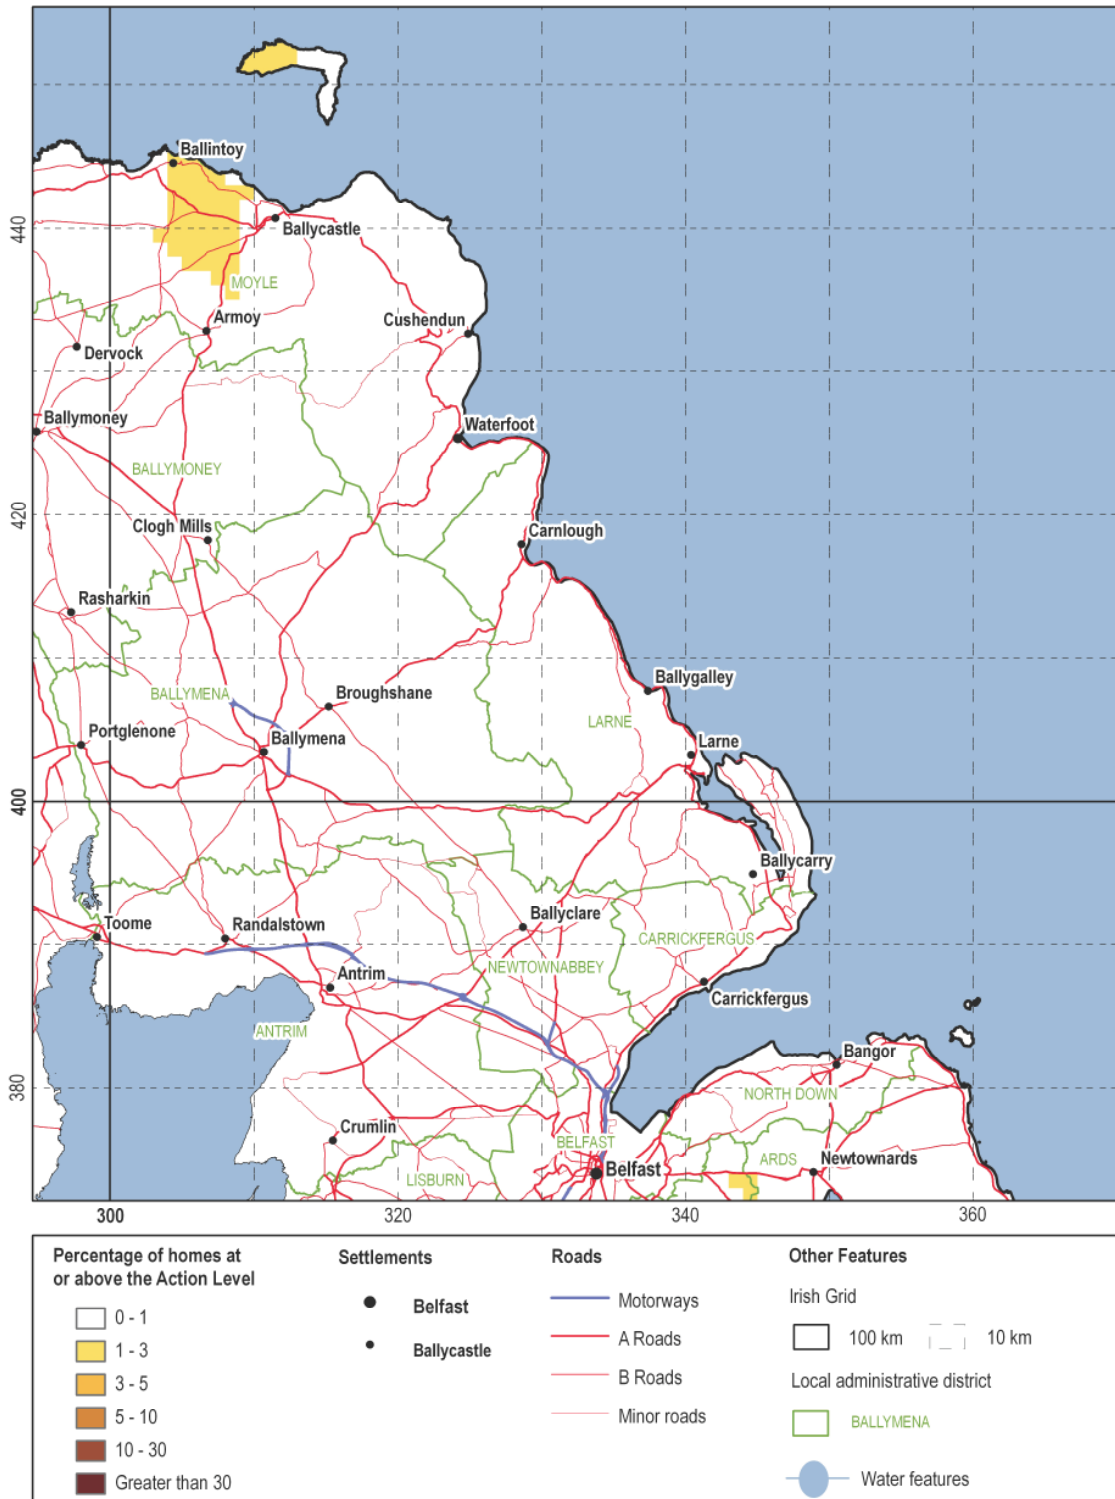 Ballintoy
440
Ballycastle
MOYLE
Armoy
Cushendun
Dervock
Ballymoney
Waterfoot
BALLYMONEY
420
Clogh Mills
Carnlough
Rasharkin
Ballygalley
BALLYMENA
Broughshane
LARNE
Portglenone
Ballymena
Larne
400
Ballycarry
Toome
Randalstown
Ballyclare
CARRICKFERGUS
NEWTOWNABBEY
Antrim
Carrickfergus
ANTRIM
Bangor
380
NORTH DOWN
Crumlin
BELFAST
ARDS
Newtownards
Belfast
LISBURN
300
320
340
360
Percentage of homes at
or above the Action Level
0 - 1
1 - 3
3 - 5
5 - 10
10 - 30
Greater than 30
Settlements
Belfast
Ballycastle
Roads
Motorways
A Roads
B Roads
Minor roads
Other Features
Irish Grid
100 km
10 km
Local administrative district
BALLYMENA
Water features